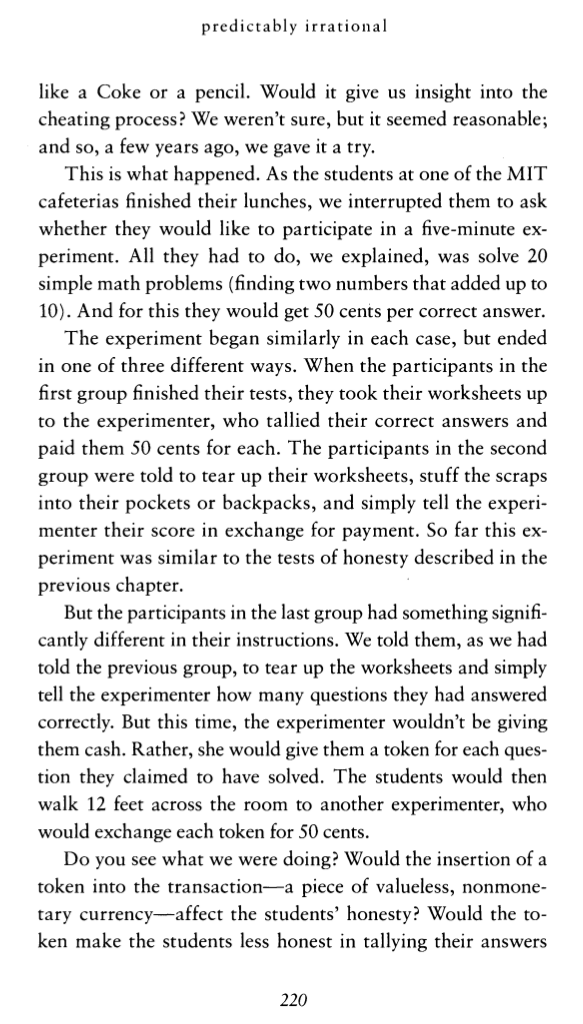 predictably irrational
like a Coke or a pencil. Would it give us insight into the
cheating process? We weren't sure, but it seemed reasonable;
and so, a few years ago, we gave it a try.
This is what happened. As the students at one of the MIT
cafeterias finished their lunches, we interrupted them to ask
whether they would like to participate in a five-minute ex-
periment. All they had to do, we explained, was solve 20
simple math problems (finding two numbers that added up to
10). And for this they would get 50 cents per correct answer.
The experiment began similarly in each case, but ended
in one of three different ways. When the participants in the
first group finished their tests, they took their worksheets up
to the experimenter, who tallied their correct answers and
paid them 50 cents for each. The participants in the second
group were told to tear up their worksheets, stuff the scraps
into their pockets or backpacks, and simply tell the experi-
menter their score in exchange for payment. So far this ex-
periment was similar to the tests of honesty described in the
previous chapter.
But the participants in the last group had something signifi-
cantly different in their instructions. We told them, as we had
told the previous group, to tear up the worksheets and simply
tell the experimenter how many questions they had answered
correctly. But this time, the experimenter wouldn't be giving
them cash. Rather, she would give them a token for each ques-
tion they claimed to have solved. The students would then
walk 12 feet across the room to another experimenter, who
would exchange each token for 50 cents.
Do you see what we were doing? Would the insertion of a
token into the transaction—a piece of valueless, nonmone-
tary currency—affect the students' honesty? Would the to-
ken make the students less honest in tallying their answers
220